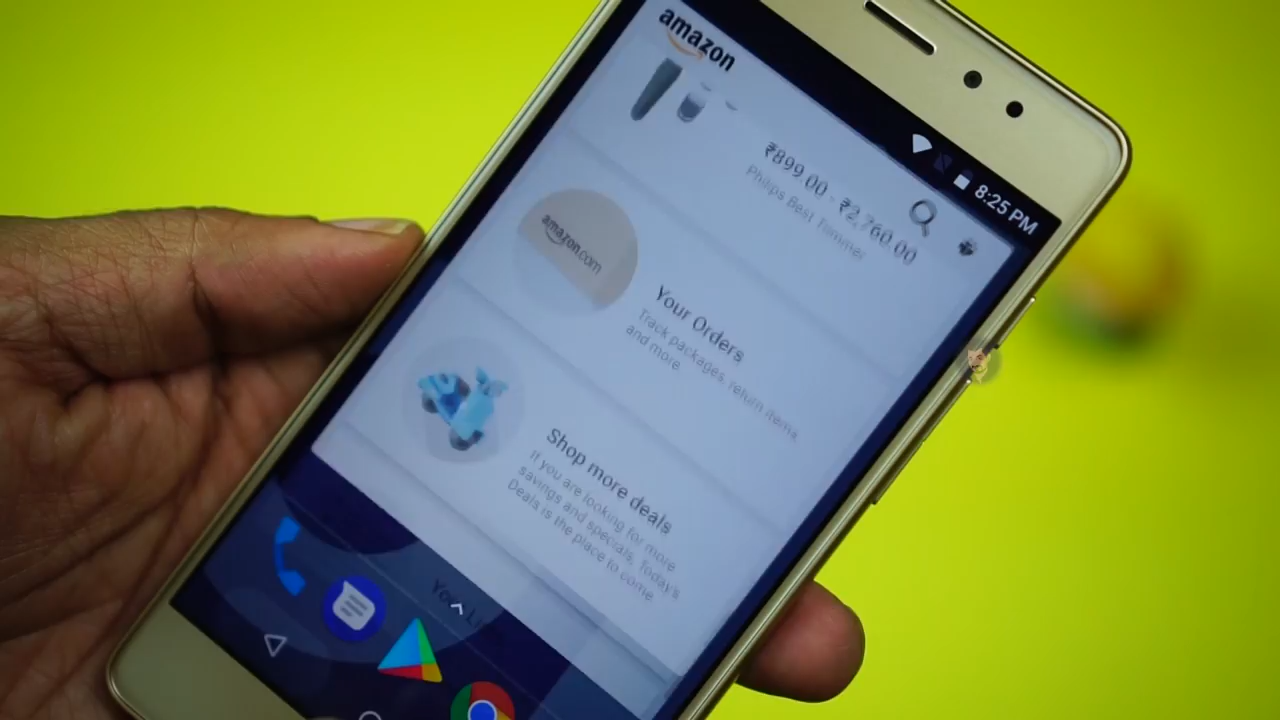 8:25 PM
amazon
₹899.00 - ₹2,760.00
Philips Best Trimmer
amazon.com
Your Orders
Track packages, return items,
and more.
Shop more deals
If you are looking for more
savings and specials, Today's
Deals is the place to come.